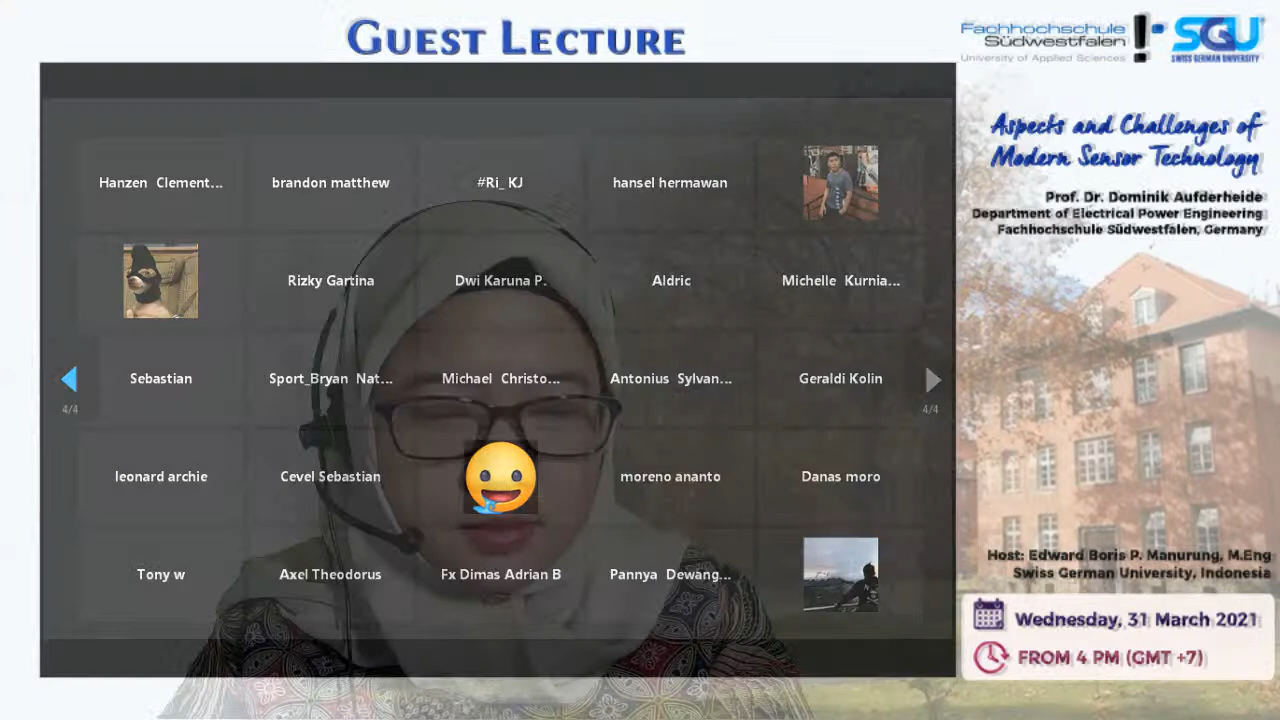 GUEST LECTURE
Fachhochschule
Südwestfalen
University of Applied Sciences
SGU
SWISS GERMAN UNIVERSITY
Aspects and Challenges of
Modern Sensor Technology
Prof. Dr. Dominik Aufderheide
Department of Electrical Power Engineering
Fachhochschule Südwestfalen, Germany
Hanzen Clement...
brandon matthew
#Ri_ KJ
hansel hermawan
Rizky Gartina
Dwi Karuna P.
Aldric
Michelle Kurnia...
Sebastian
Sport_Bryan Nat...
Michael Christo...
Antonius Sylvan...
Geraldi Kolin
4/4
4/4
leonard archie
Cevel Sebastian
moreno ananto
Danas moro
Tony w
Axel Theodorus
Fx Dimas Adrian B
Pannya Dewang...
Host: Edward Boris P. Manurung, M.Eng
Swiss German University, Indonesia
Wednesday, 31 March 2021
FROM 4 PM (GMT +7)